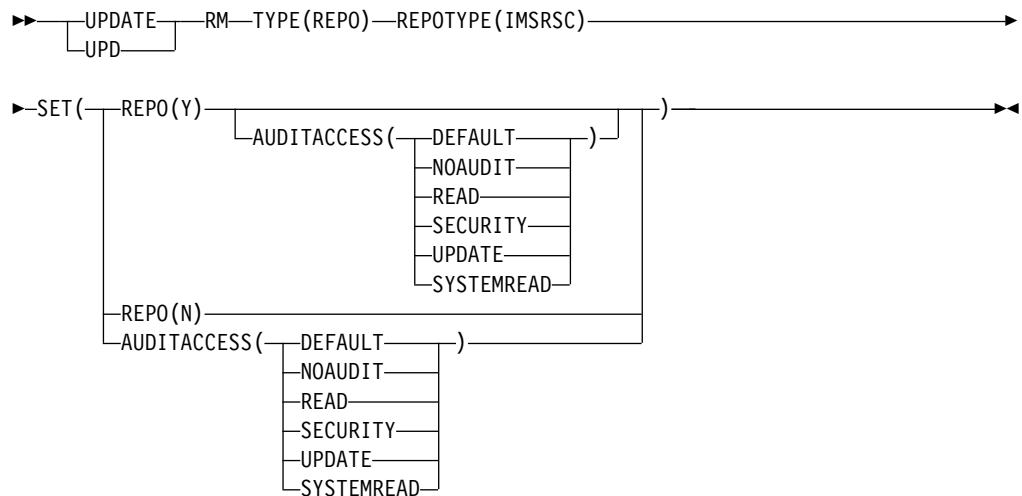 UPDATE RM TYPE(REPO) REPOTYPE(IMSRSC)
UPD
SET( REPO(Y) )
AUDITACCESS( DEFAULT )
NOAUDIT
READ
SECURITY
UPDATE
SYSTEMREAD
REPO(N)
AUDITACCESS( DEFAULT )
NOAUDIT
READ
SECURITY
UPDATE
SYSTEMREAD